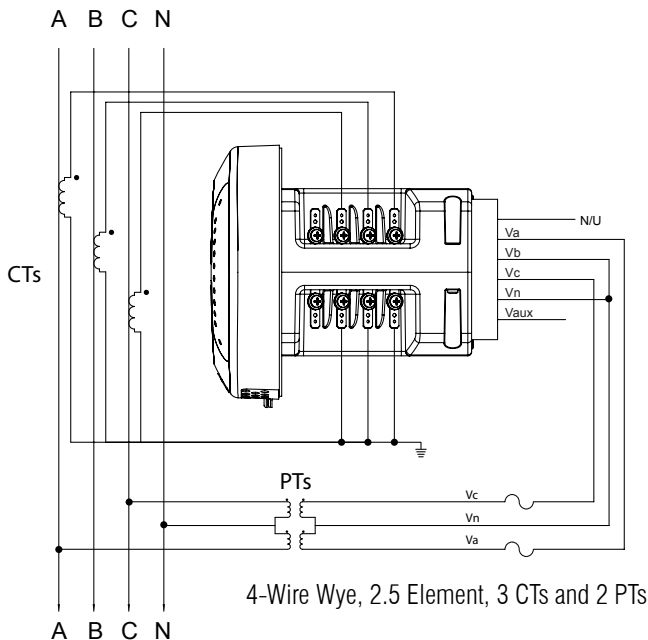 A B C N
N/U
Va
Vb
CTs
Vc
Vn
Vaux
PTs
Vc
Vn
Va
4-Wire Wye, 2.5 Element, 3 CTs and 2 PTs
A B C N